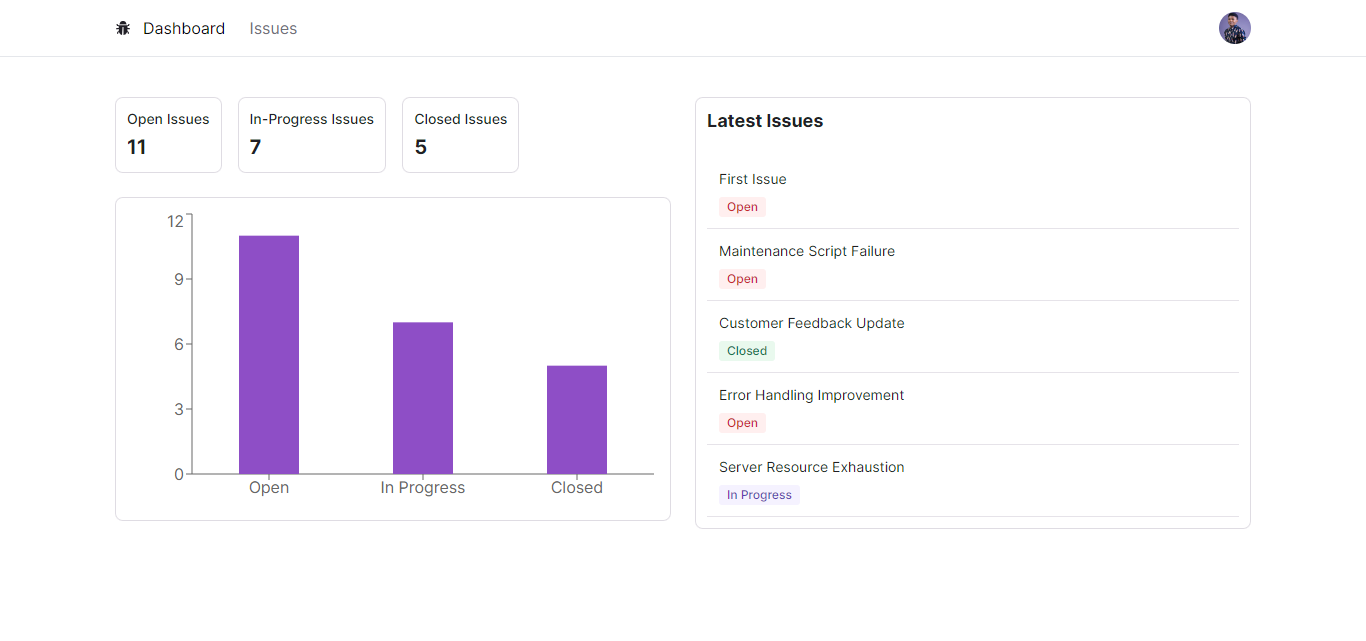 Dashboard Issues
Open Issues
11
In-Progress Issues
7
Closed Issues
5
12
9
6
3
0
Open In Progress Closed
Latest Issues
First Issue
Open
Maintenance Script Failure
Open
Customer Feedback Update
Closed
Error Handling Improvement
Open
Server Resource Exhaustion
In Progress